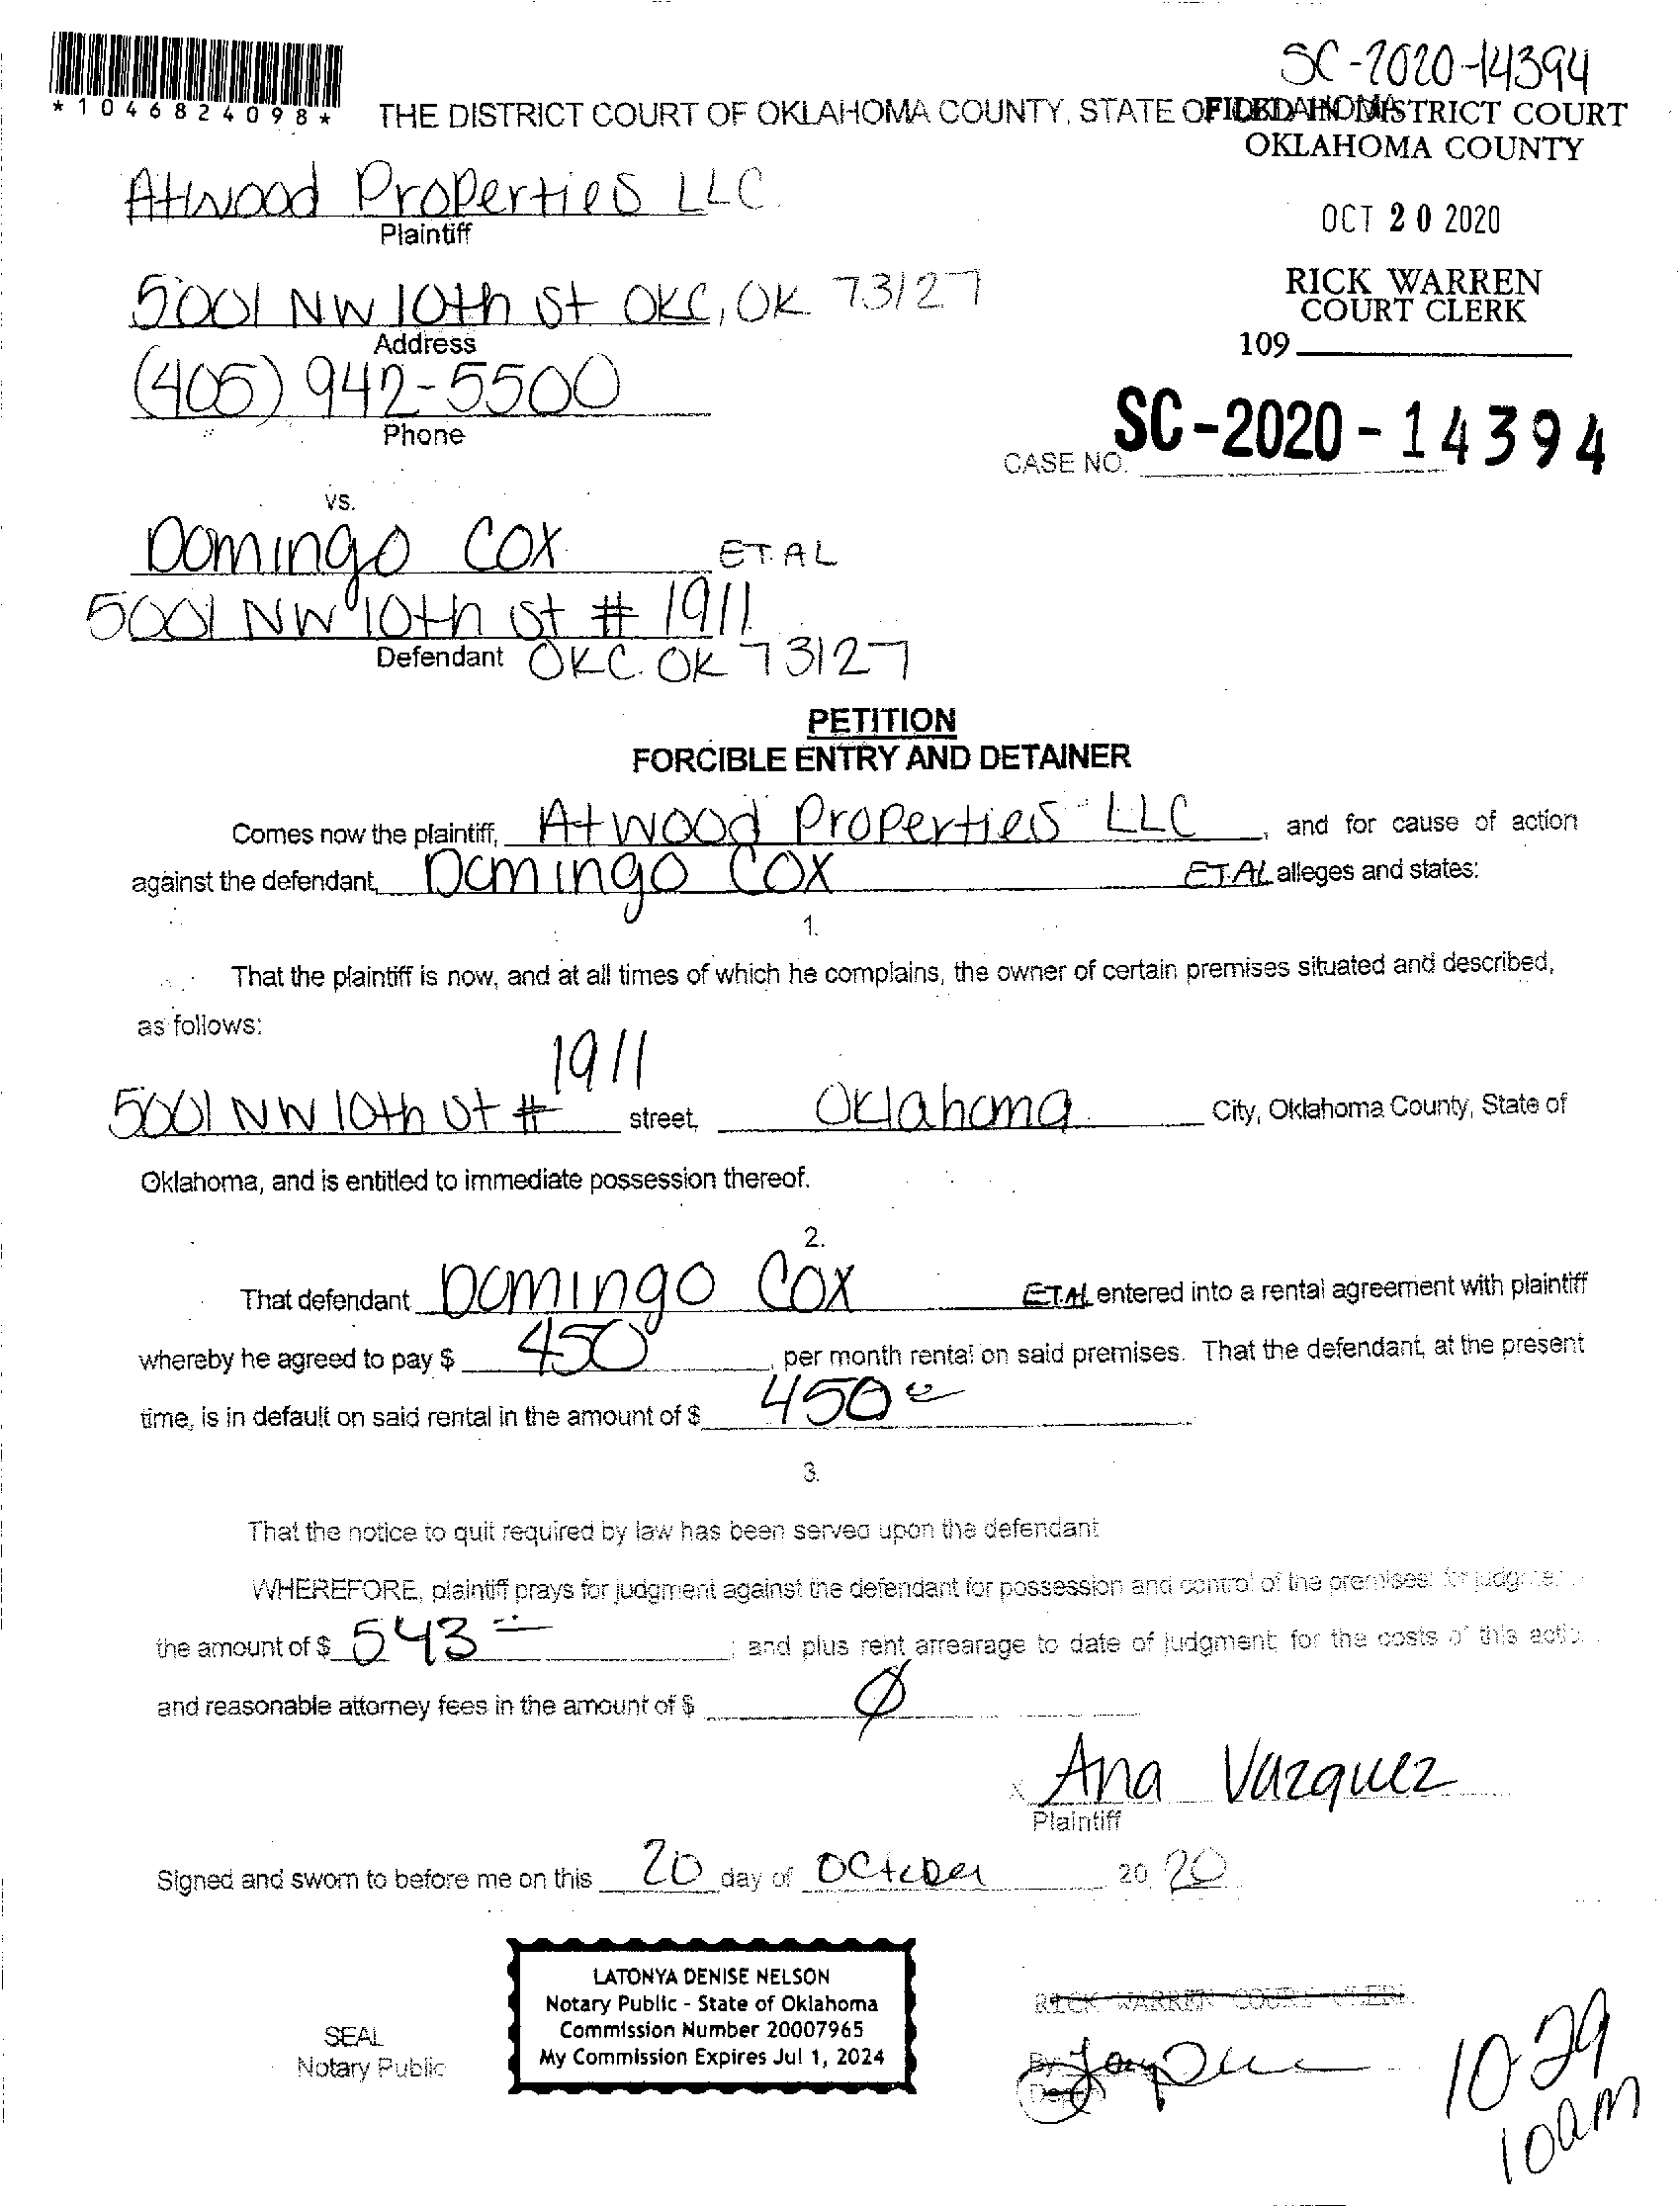 SC-2020-14394
*1046824098*
THE DISTRICT COURT OF OKLAHOMA COUNTY, STATE OF OKLAHOMA
FILED IN DISTRICT COURT
OKLAHOMA COUNTY
Atwood Properties LLC.
Plaintiff
OCT 20 2020
5001 NW 10th St OKC, OK 73127
Address
RICK WARREN
COURT CLERK
109
(405) 942-5500
Phone
CASE NO. SC-2020-14394
vs.
Domingo Cox ET.AL
5001 NW 10th St # 1911
Defendant OKC. OK 73127
PETITION
FORCIBLE ENTRY AND DETAINER
Comes now the plaintiff, Atwood Properties LLC, and for cause of action
against the defendant, Domingo Cox ET.AL alleges and states:
1.
That the plaintiff is now, and at all times of which he complains, the owner of certain premises situated and described,
as follows:
5001 NW 10th St # 1911 street, Oklahoma City, Oklahoma County, State of
Oklahoma, and is entitled to immediate possession thereof.
2.
That defendant Domingo Cox ET.AL entered into a rental agreement with plaintiff
whereby he agreed to pay $ 450, per month rental on said premises. That the defendant, at the present
time, is in default on said rental in the amount of $ 450
3.
That the notice to quit required by law has been served upon the defendant
WHEREFORE, plaintiff prays for judgment against the defendant for possession and control of the premises: for
the amount of $ 543 ; and plus rent arrearage to date of judgment; for the costs of this
and reasonable attorney fees in the amount of $ Ø
x Ana Vazquez
Plaintiff
Signed and sworn to before me on this 20 day of October 20 20
LATONYA DENISE NELSON
Notary Public - State of Oklahoma
Commission Number 20007965
My Commission Expires Jul 1, 2024
SEAL
Notary Public
RICK WARREN COURT CLERK
By
10-29
10am